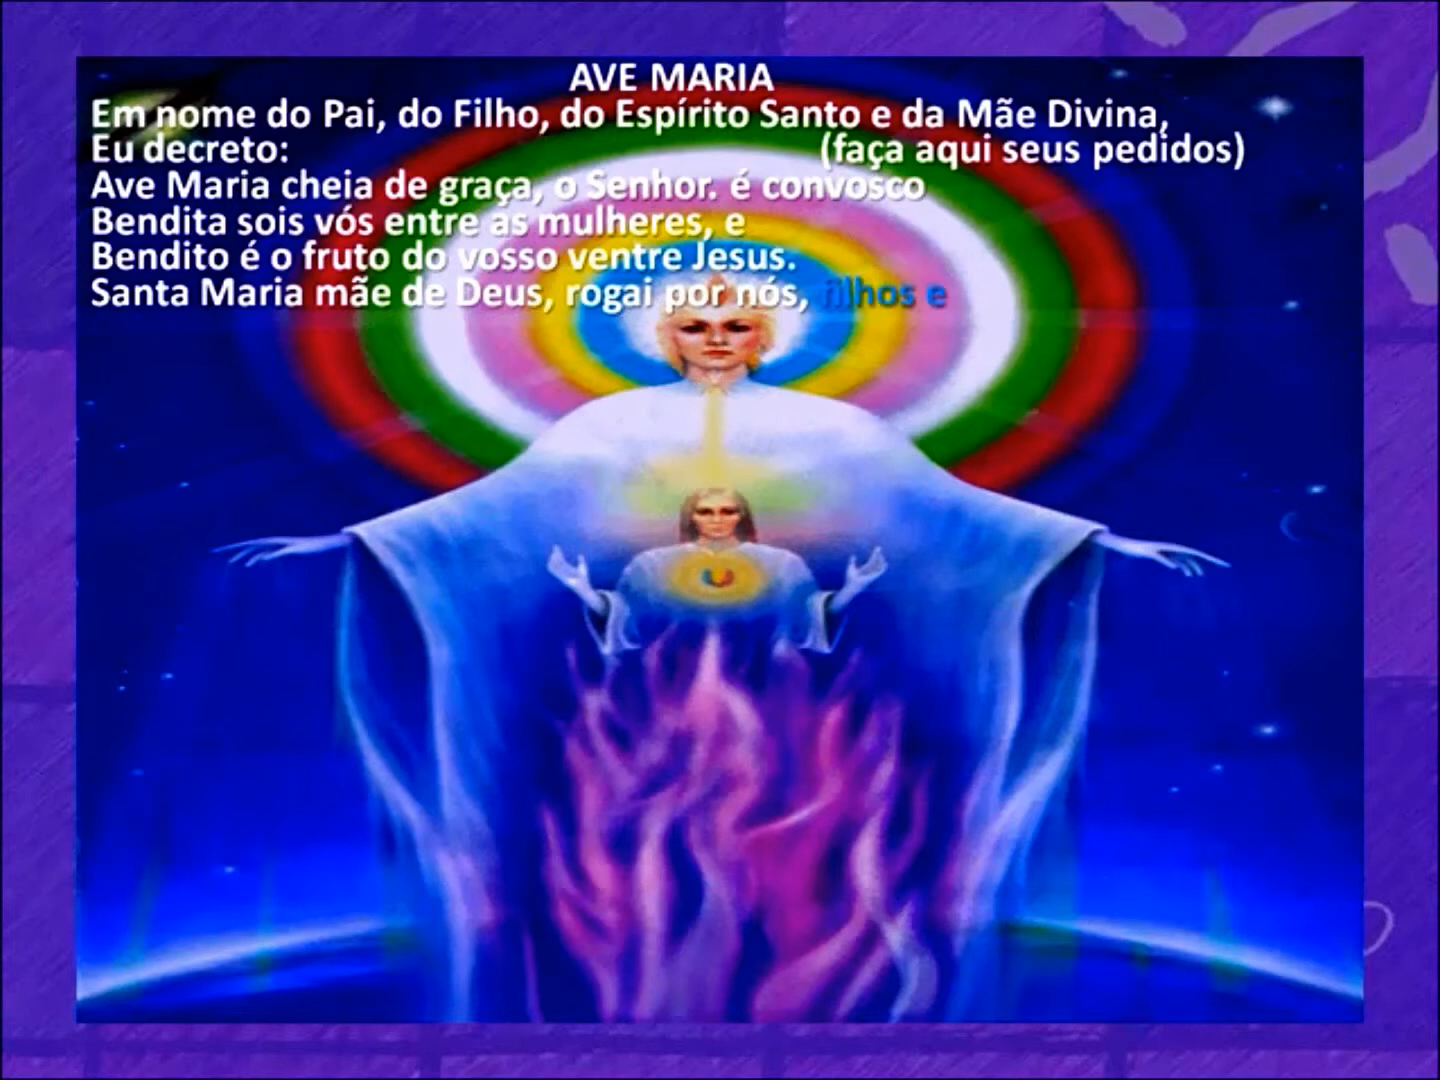 AVE MARIA
Em nome do Pai, do Filho, do Espírito Santo e da Mãe Divina,
Eu decreto: (faça aqui seus pedidos)
Ave Maria cheia de graça, o Senhor. é convosco
Bendita sois vós entre as mulheres, e
Bendito é o fruto do vosso ventre Jesus.
Santa Maria mãe de Deus, rogai por nós, filhos e